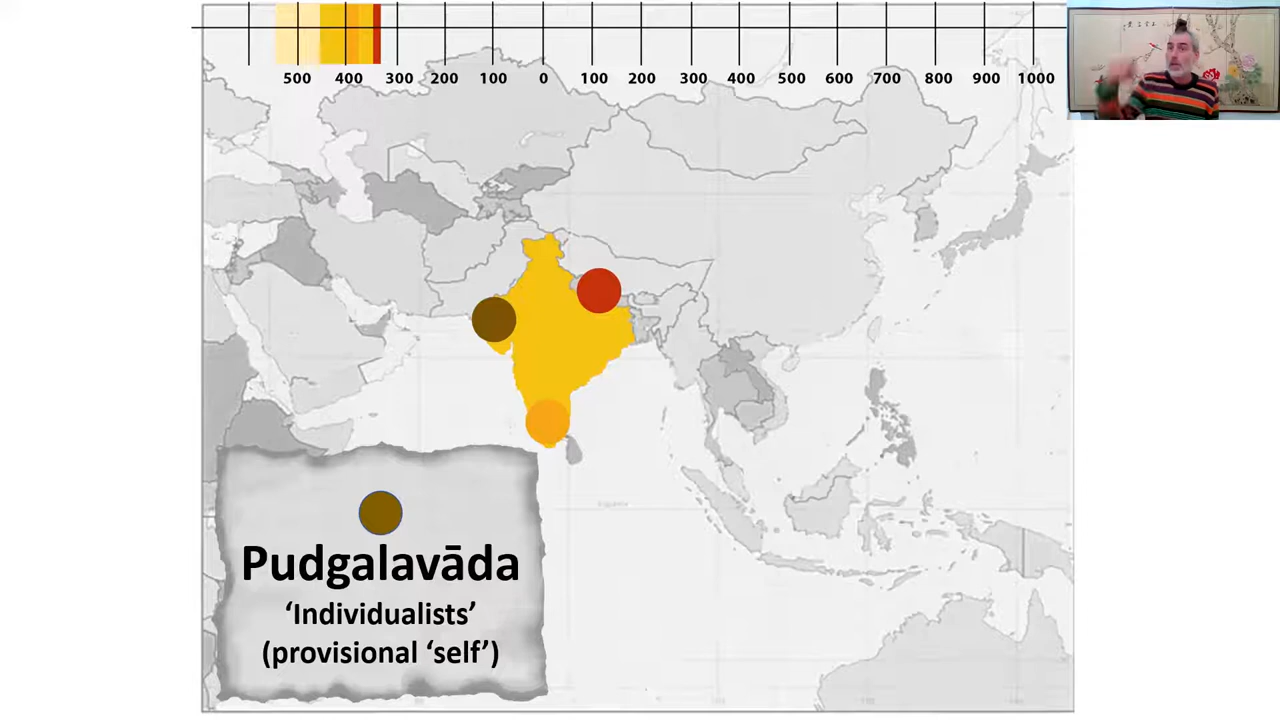 500 400 300 200 100 0 100 200 300 400 500 600 700 800 900 1000
Pudgalavāda
‘Individualists’
(provisional ‘self’)